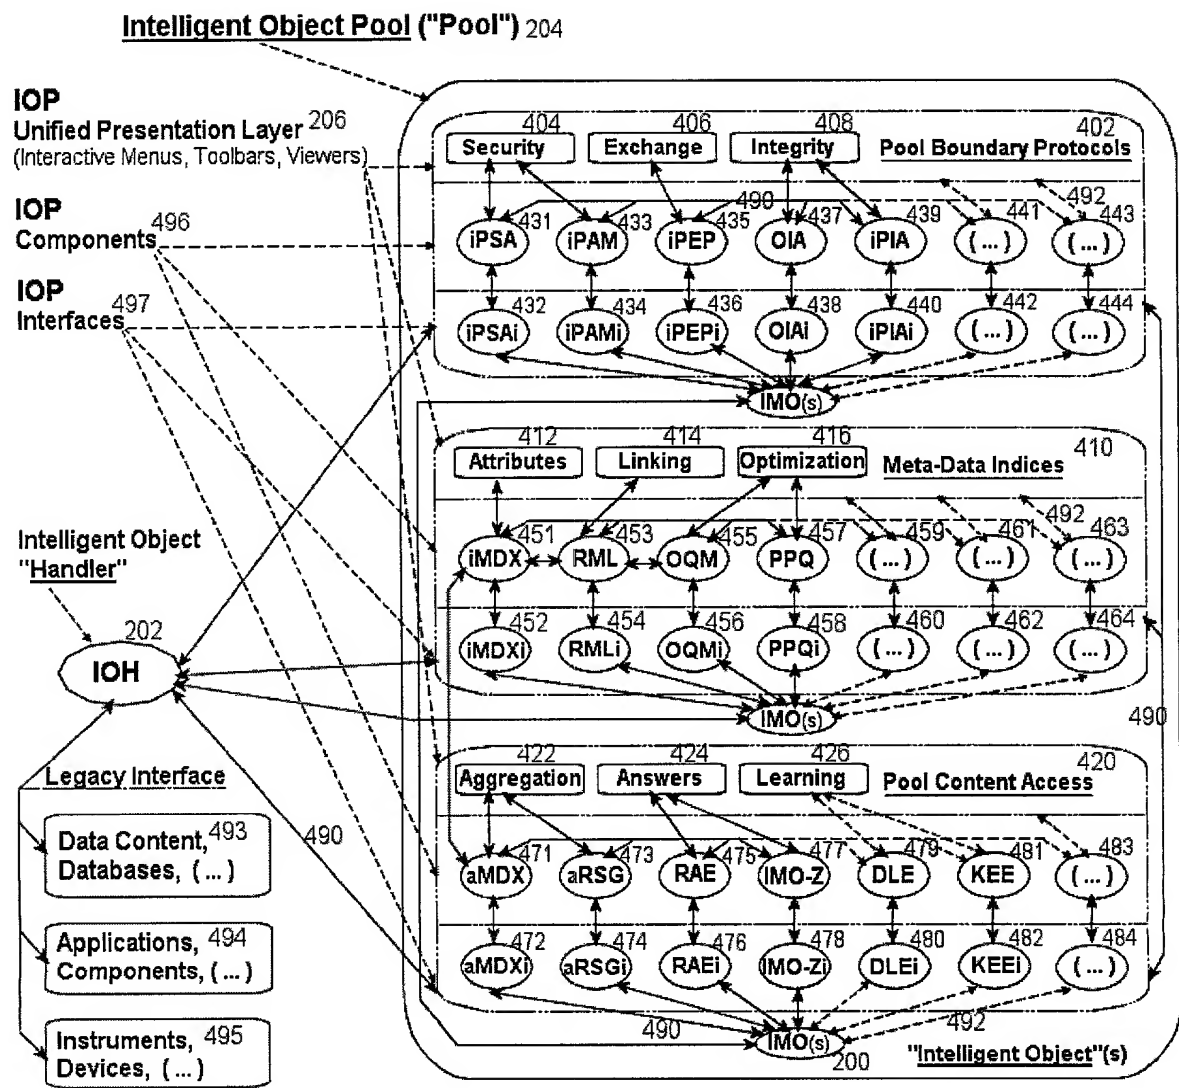 Intelligent Object Pool ("Pool") 204
IOP
Unified Presentation Layer 206
(Interactive Menus, Toolbars, Viewers)
IOP
Components 496
IOP
Interfaces 497
404 406 408 402
Security Exchange Integrity Pool Boundary Protocols
490 492
431 433 435 437 439 441 443
iPSA iPAM iPEP OIA iPIA (...) (...)
432 434 436 438 440 442 444
iPSAi iPAMi iPEPi OIAi iPIAi (...) (...)
IMO(s)
412 414 416 410
Attributes Linking Optimization Meta-Data Indices
492
451 453 455 457 459 461 463
iMDX RML OQM PPQ (...) (...) (...)
452 454 456 458 460 462 464
iMDXi RMLi OQMi PPQi (...) (...) (...)
IMO(s)
490
Intelligent Object
"Handler"
202
IOH
422 424 426 420
Aggregation Answers Learning Pool Content Access
471 473 475 477 479 481 483
aMDX aRSG RAE IMO-Z DLE KEE (...)
472 474 476 478 480 482 484
aMDXi aRSGi RAEi IMO-Zi DLEi KEEi (...)
490 492
IMO(s)
200
"Intelligent Object"(s)
Legacy Interface
490
Data Content, 493
Databases, (...)
Applications, 494
Components, (...)
Instruments, 495
Devices, (...)